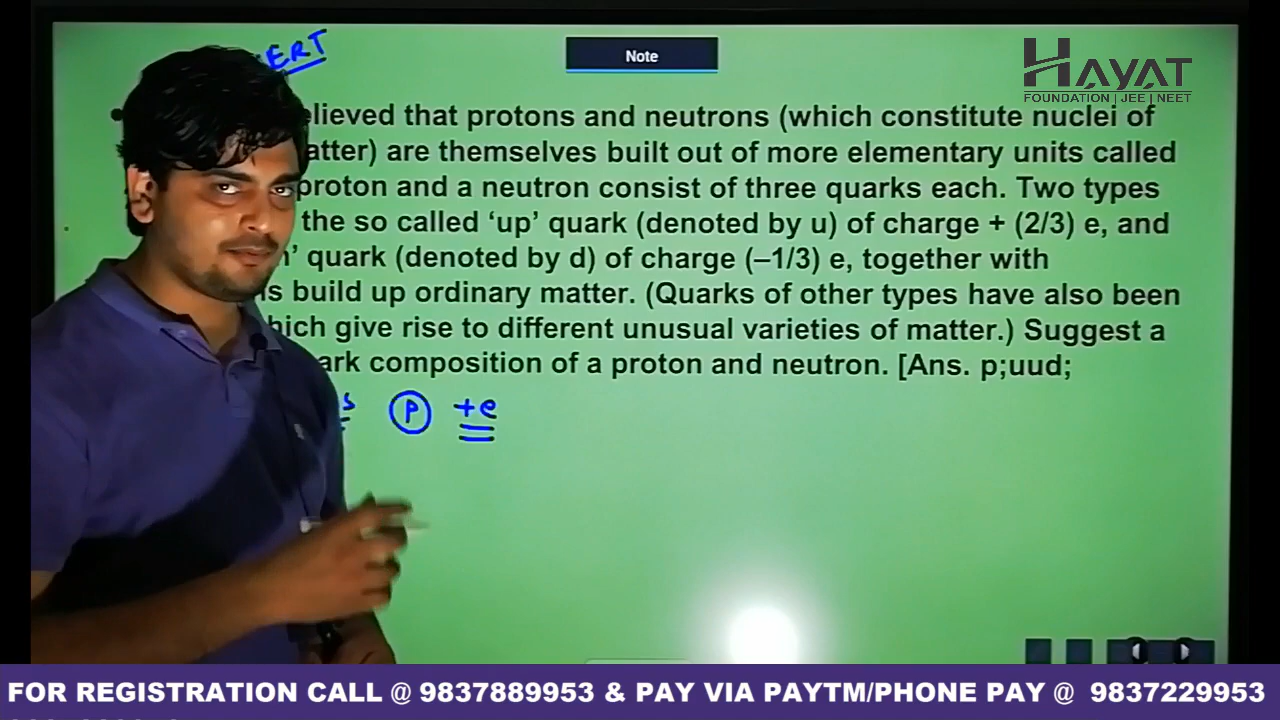 ERT
Note
HAYAT
FOUNDATION | JEE | NEET
elieved that protons and neutrons (which constitute nuclei of
atter) are themselves built out of more elementary units called
proton and a neutron consist of three quarks each. Two types
the so called ‘up’ quark (denoted by u) of charge + (2/3) e, and
n’ quark (denoted by d) of charge (–1/3) e, together with
s build up ordinary matter. (Quarks of other types have also been
hich give rise to different unusual varieties of matter.) Suggest a
ark composition of a proton and neutron. [Ans. p;uud;
s P +e
FOR REGISTRATION CALL @ 9837889953 & PAY VIA PAYTM/PHONE PAY @ 9837229953